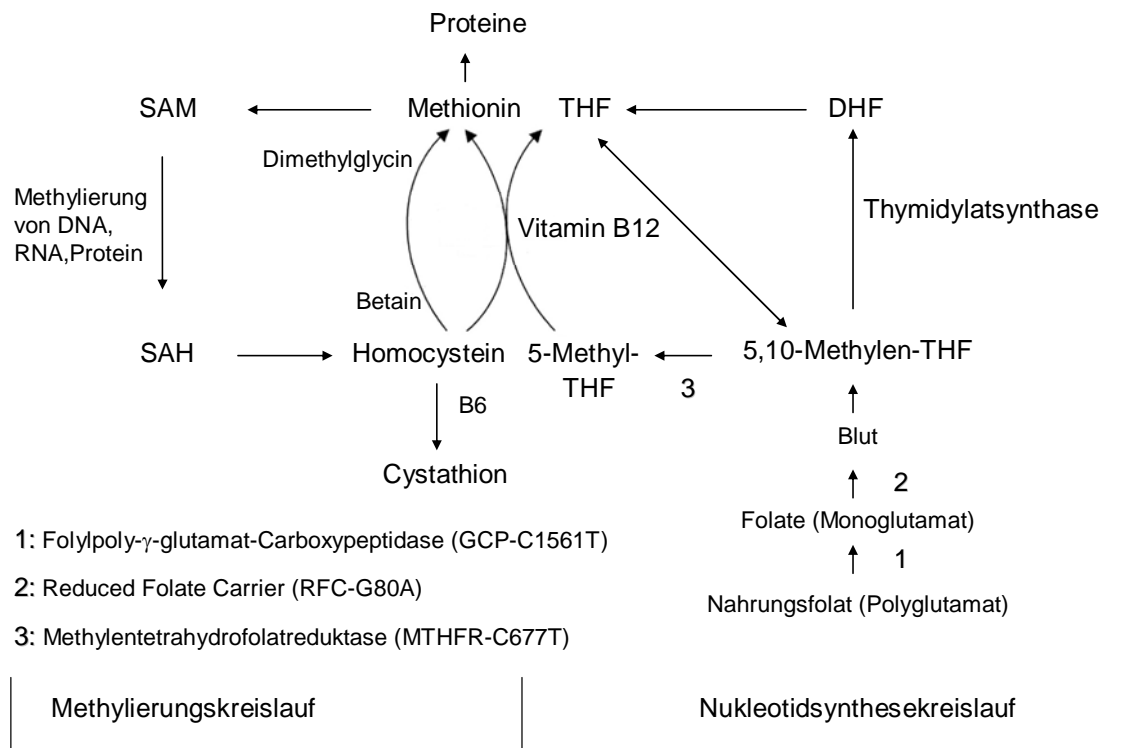 Proteine
SAM
Methionin
THF
DHF
Dimethylglycin
Methylierung
von DNA,
RNA,Protein
Vitamin B12
Thymidylatsynthase
Betain
SAH
Homocystein
5-Methyl-
THF
3
5,10-Methylen-THF
B6
Blut
Cystathion
2
Folate (Monoglutamat)
1
Nahrungsfolat (Polyglutamat)
1: Folylpoly-γ-glutamat-Carboxypeptidase (GCP-C1561T)
2: Reduced Folate Carrier (RFC-G80A)
3: Methylentetrahydrofolatreduktase (MTHFR-C677T)
Methylierungskreislauf
Nukleotidsynthesekreislauf